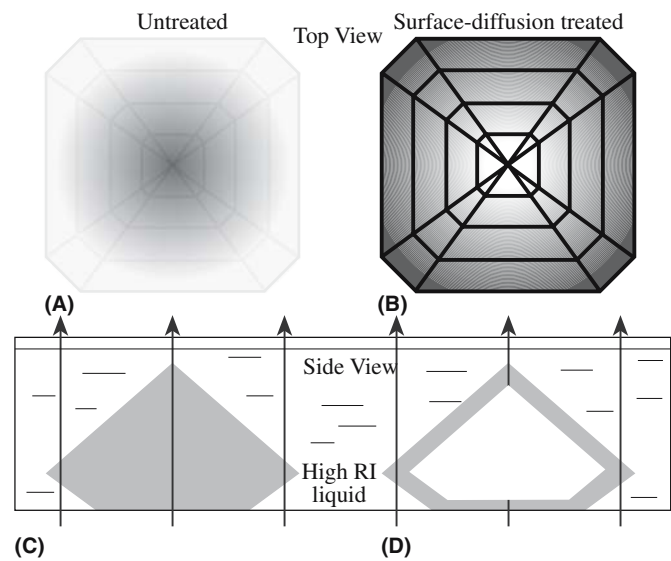 Untreated
Surface-diffusion treated
Top View
(A)
(B)
Side View
High RI
liquid
(C)
(D)